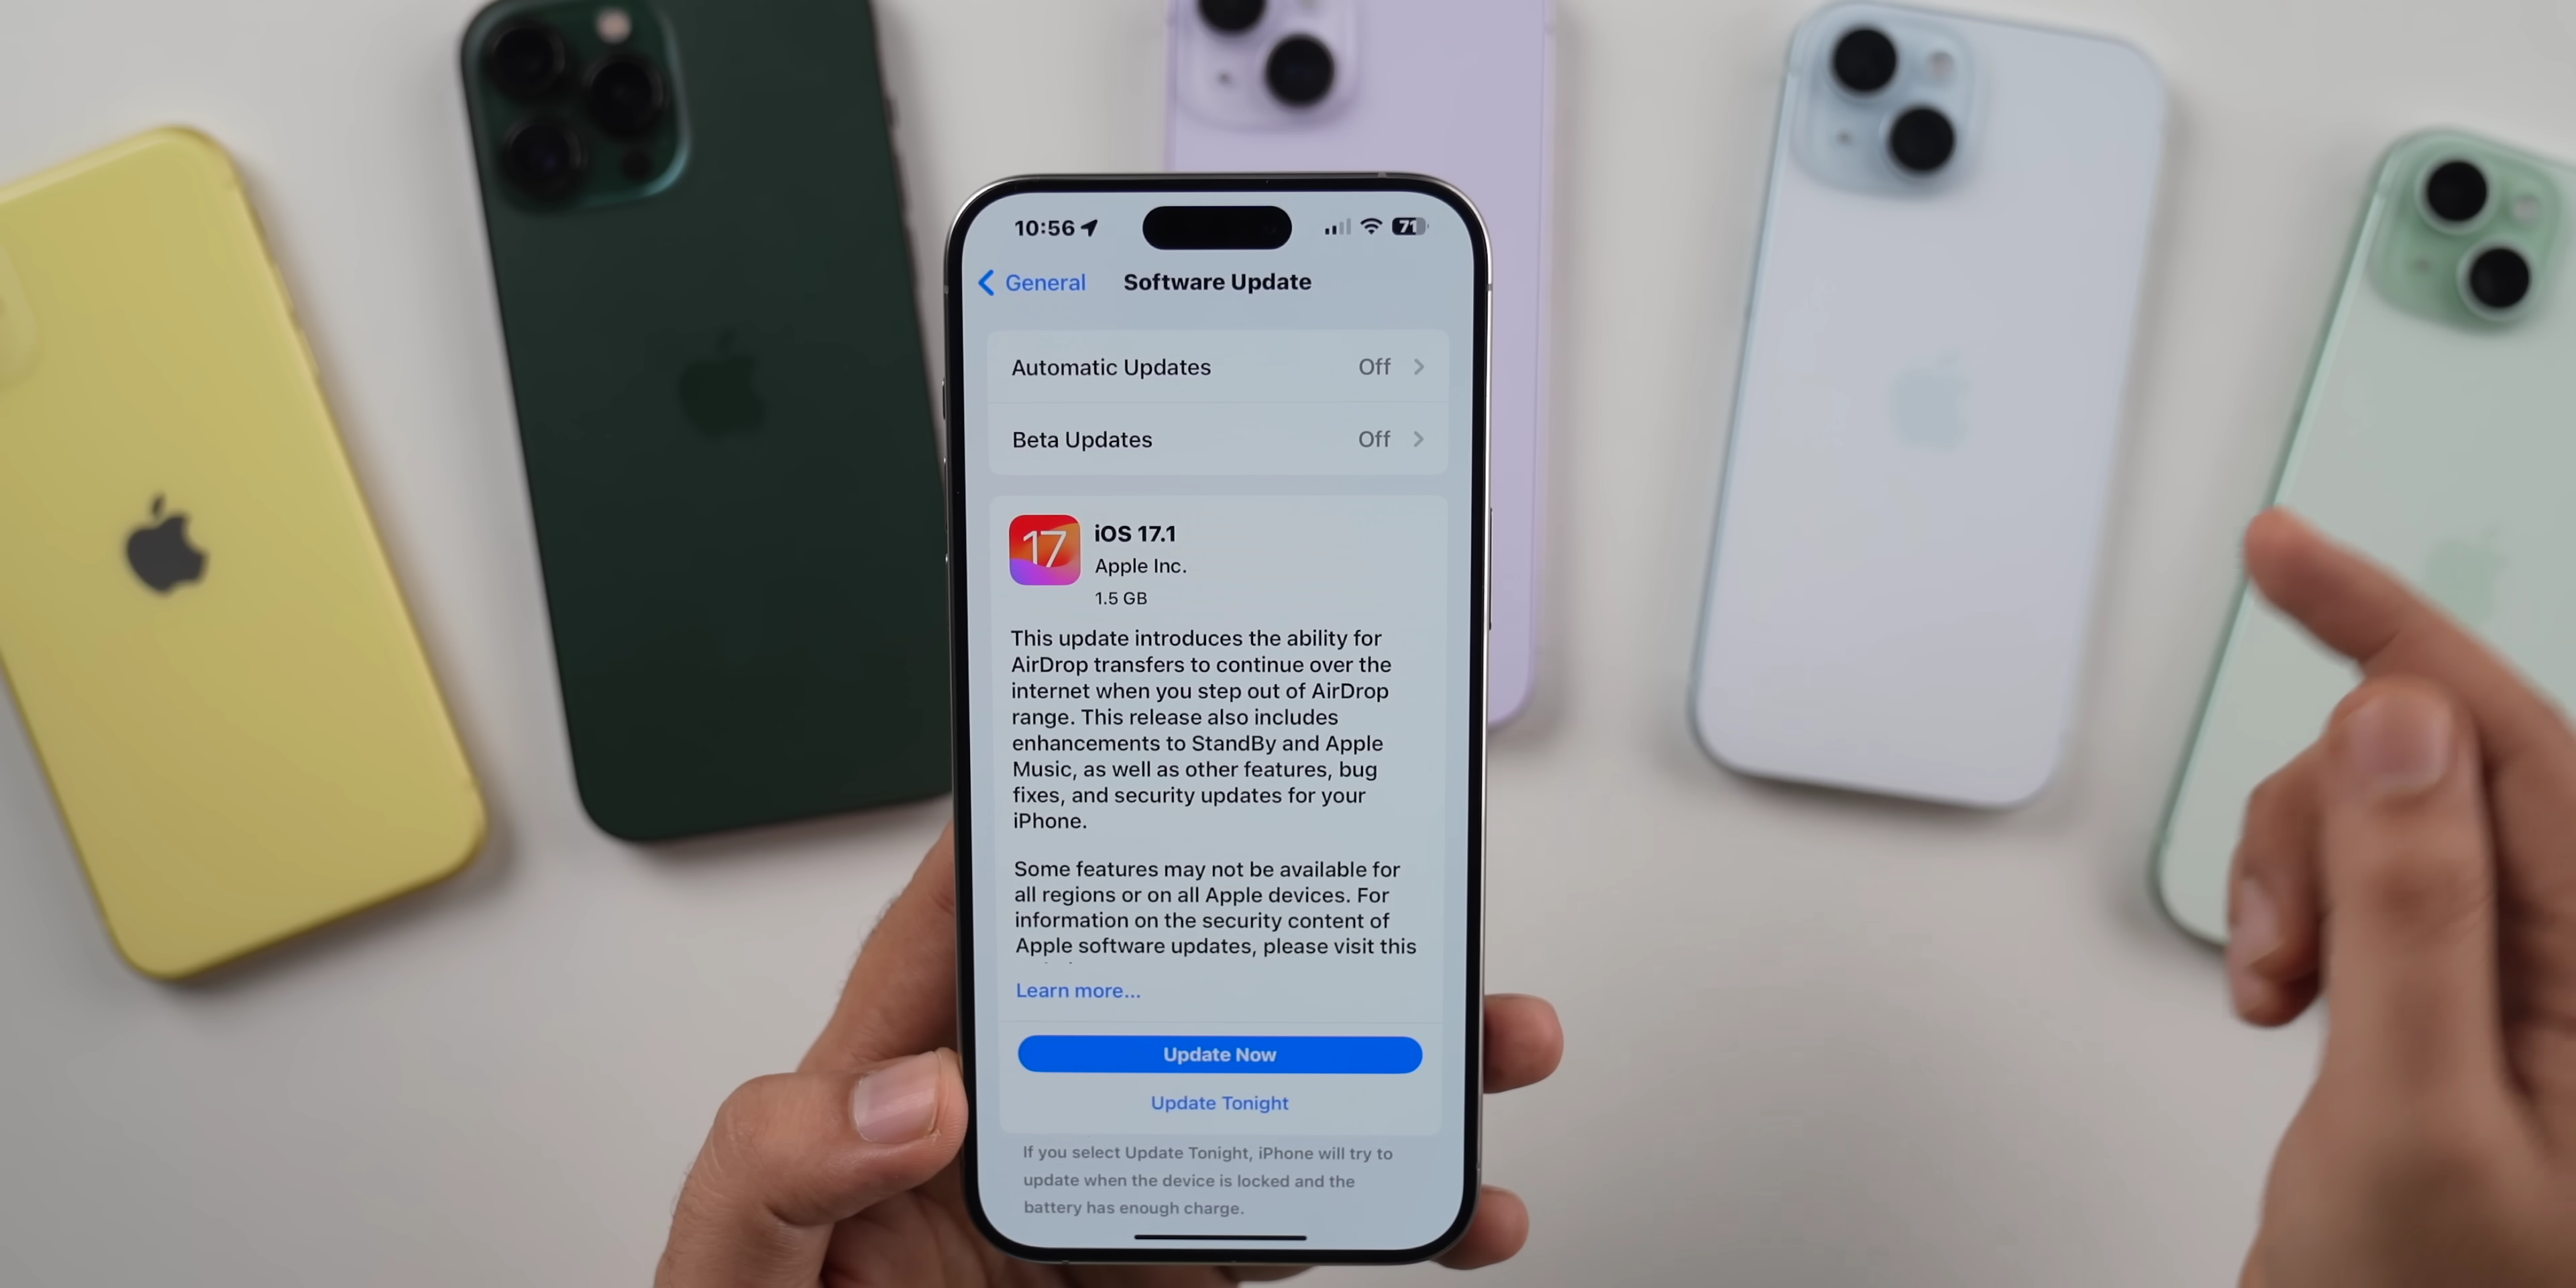 10:56 71
General Software Update
Automatic Updates Off
Beta Updates Off
17
iOS 17.1
Apple Inc.
1.5 GB
This update introduces the ability for
AirDrop transfers to continue over the
internet when you step out of AirDrop
range. This release also includes
enhancements to StandBy and Apple
Music, as well as other features, bug
fixes, and security updates for your
iPhone.
Some features may not be available for
all regions or on all Apple devices. For
information on the security content of
Apple software updates, please visit this
Learn more...
Update Now
Update Tonight
If you select Update Tonight, iPhone will try to
update when the device is locked and the
battery has enough charge.